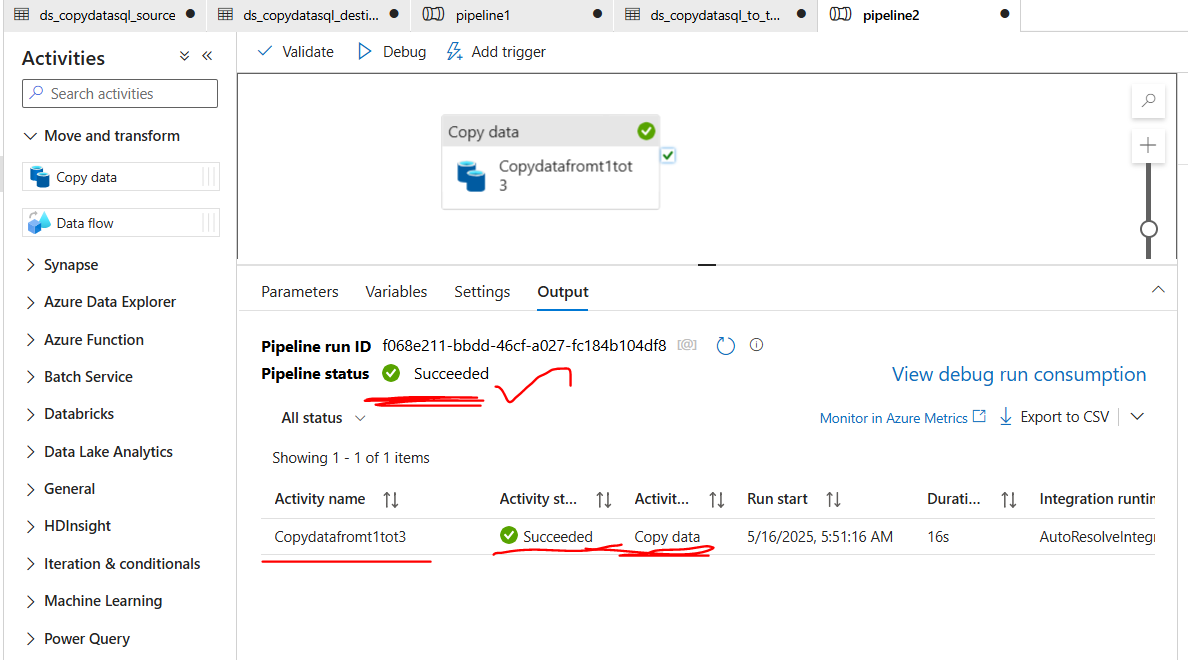 ds_copydatasql_source
ds_copydatasql_desti...
pipeline1
ds_copydatasql_to_t...
pipeline2
Activities
Search activities
Move and transform
Copy data
Data flow
Synapse
Azure Data Explorer
Azure Function
Batch Service
Databricks
Data Lake Analytics
General
HDInsight
Iteration & conditionals
Machine Learning
Power Query
Validate
Debug
Add trigger
Copy data
Copydatafromt1tot
3
Parameters
Variables
Settings
Output
Pipeline run ID f068e211-bbdd-46cf-a027-fc184b104df8 [@]
Pipeline status Succeeded
View debug run consumption
All status
Monitor in Azure Metrics
Export to CSV
Showing 1 - 1 of 1 items
Activity name Activity st... Activit... Run start Durati... Integration runtin
Copydatafromt1tot3 Succeeded Copy data 5/16/2025, 5:51:16 AM 16s AutoResolveIntegr